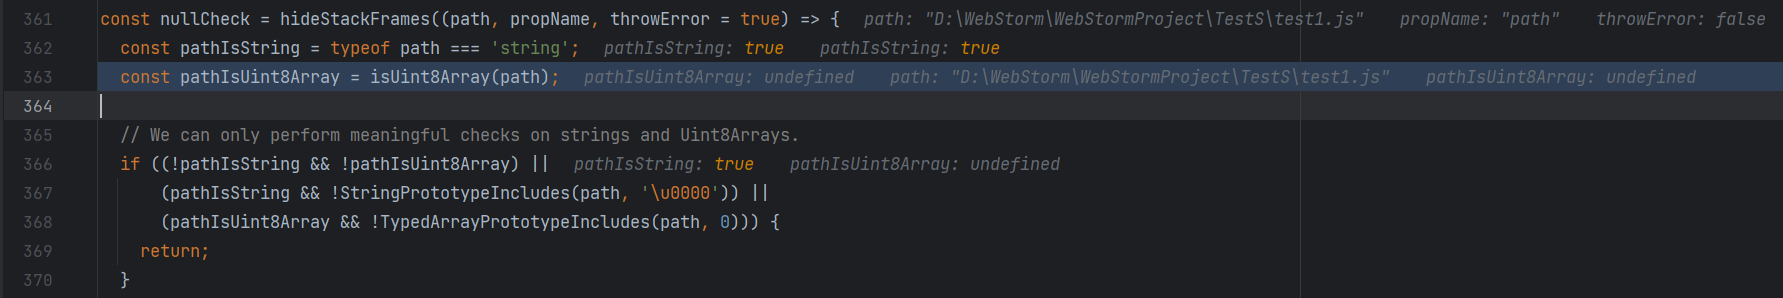 361 const nullCheck = hideStackFrames((path, propName, throwError = true) => { path: "D:\WebStorm\WebStormProject\TestS\test1.js" propName: "path" throwError: false
362 const pathIsString = typeof path === 'string'; pathIsString: true pathIsString: true
363 const pathIsUint8Array = isUint8Array(path); pathIsUint8Array: undefined path: "D:\WebStorm\WebStormProject\TestS\test1.js" pathIsUint8Array: undefined
364
365 // We can only perform meaningful checks on strings and Uint8Arrays.
366 if ((!pathIsString && !pathIsUint8Array) || pathIsString: true pathIsUint8Array: undefined
367 (pathIsString && !StringPrototypeIncludes(path, '\u0000')) ||
368 (pathIsUint8Array && !TypedArrayPrototypeIncludes(path, 0))) {
369 return;
370 }